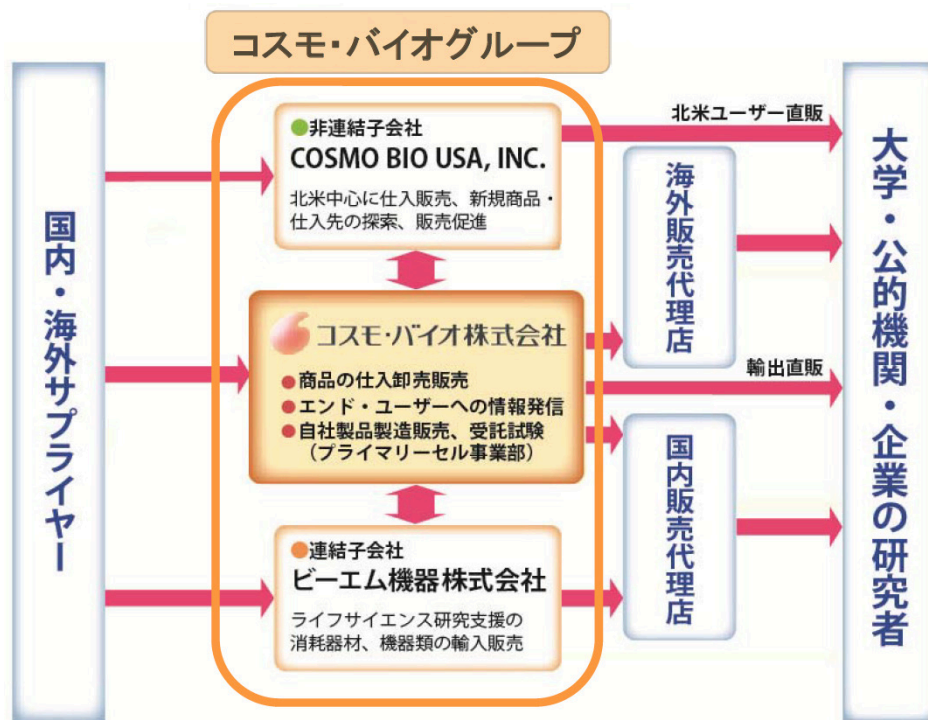 コスモ・バイオグループ
国内・海外サプライヤー
●非連結子会社
COSMO BIO USA, INC.
北米中心に仕入販売、新規商品・
仕入先の探索、販売促進
コスモ・バイオ株式会社
●商品の仕入卸売販売
●エンド・ユーザーへの情報発信
●自社製品製造販売、受託試験
（プライマリーセル事業部）
●連結子会社
ビーエム機器株式会社
ライフサイエンス研究支援の
消耗器材、機器類の輸入販売
北米ユーザー直販
海外販売代理店
輸出直販
国内販売代理店
大学・公的機関・企業の研究者